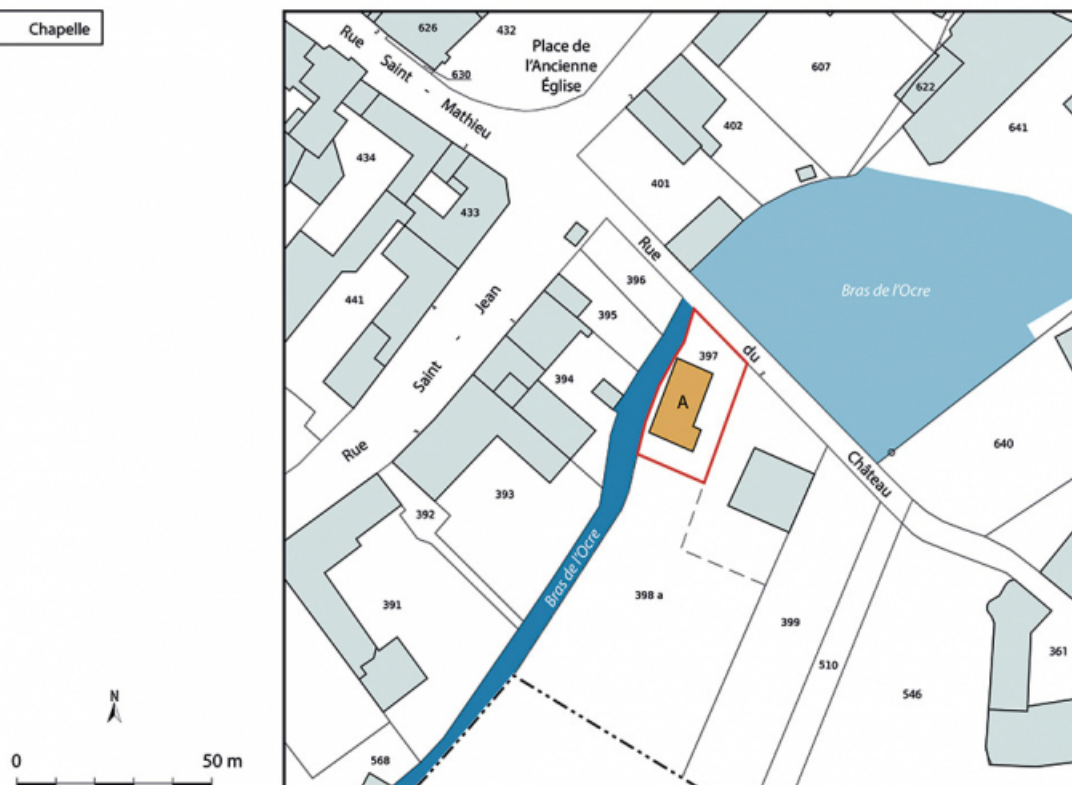 Chapelle
626
432
Rue Saint - Mathieu
630
Place de
l'Ancienne
Église
607
622
641
402
434
401
433
Rue
396
Bras de l'Ocre
441
395
397
du
Rue Saint - Jean
394
A
640
Château
393
392
Bras de l'Ocre
398 a
391
399
510
361
546
N
568
0
50 m